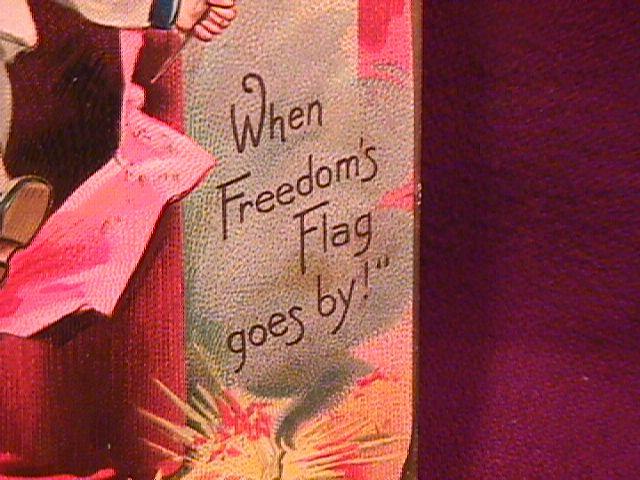 When
Freedom's
Flag
goes by!"